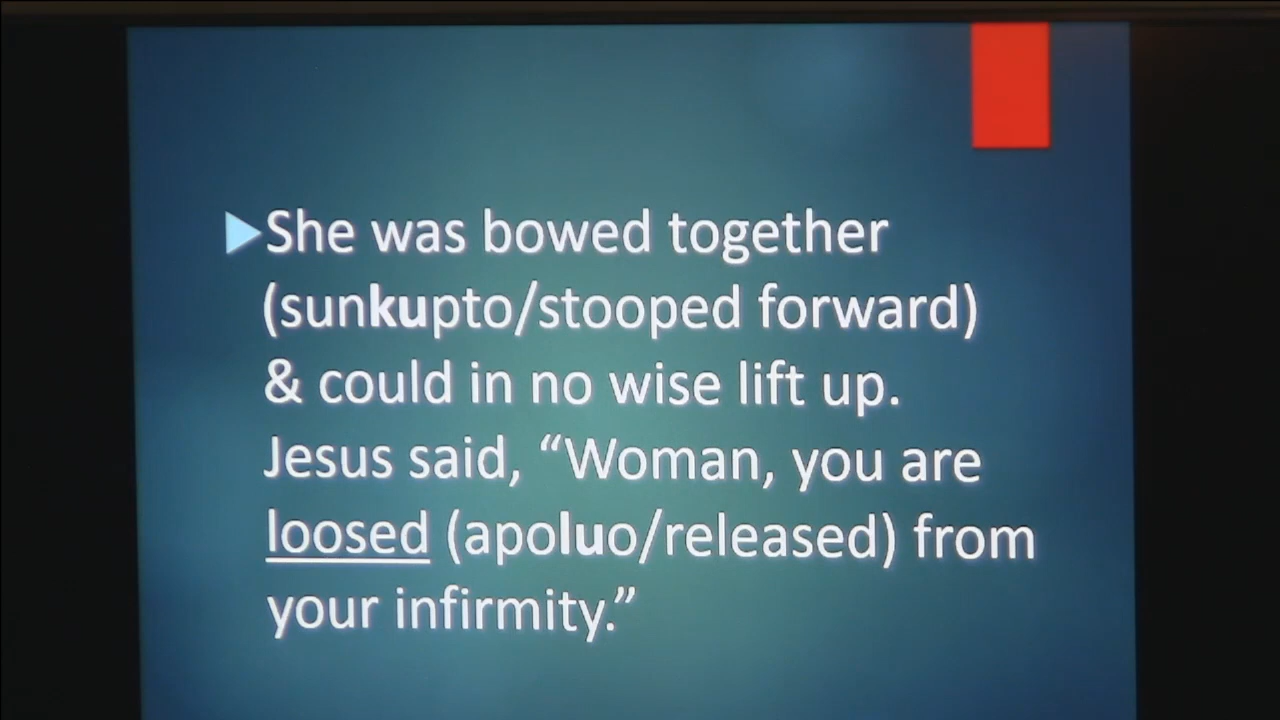 She was bowed together
(sunkupto/stooped forward)
& could in no wise lift up.
Jesus said, “Woman, you are
loosed (apoluo/released) from
your infirmity.”